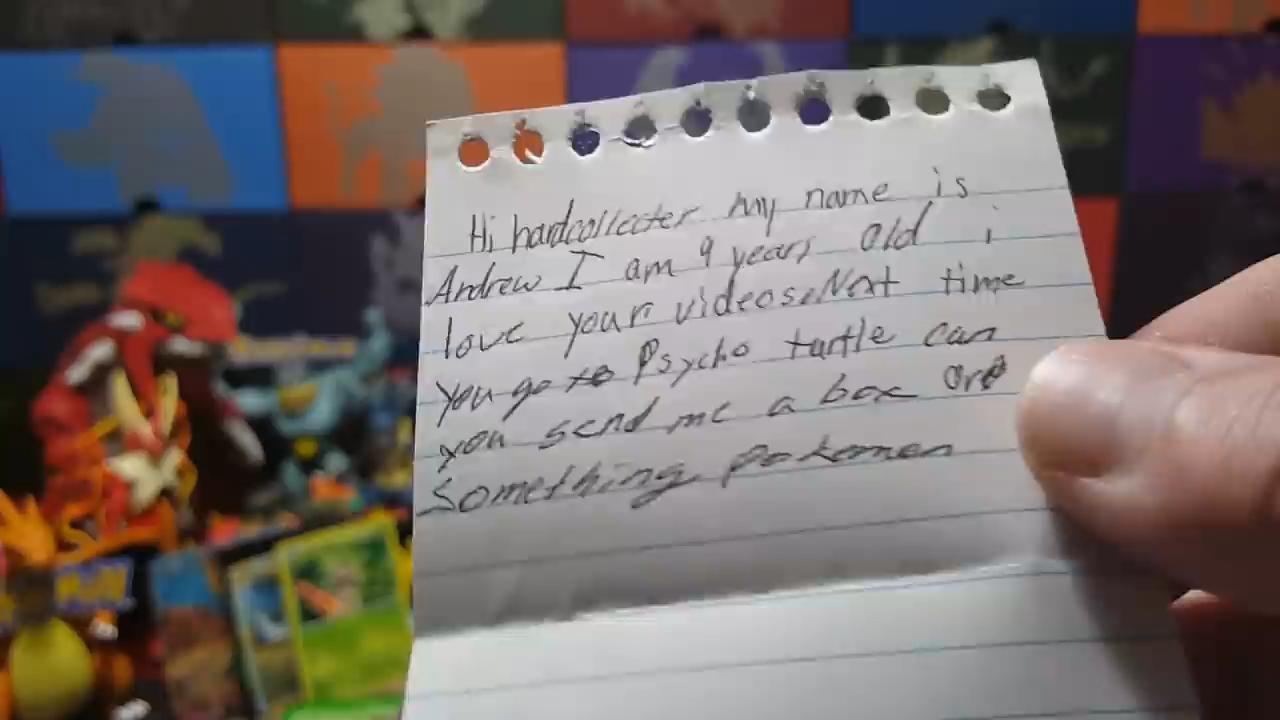 Hi hardcollecter my name is
Andrew I am 9 years old i
love your videos. Next time
you go to Psycho turtle can
you send me a box or
something pokemon